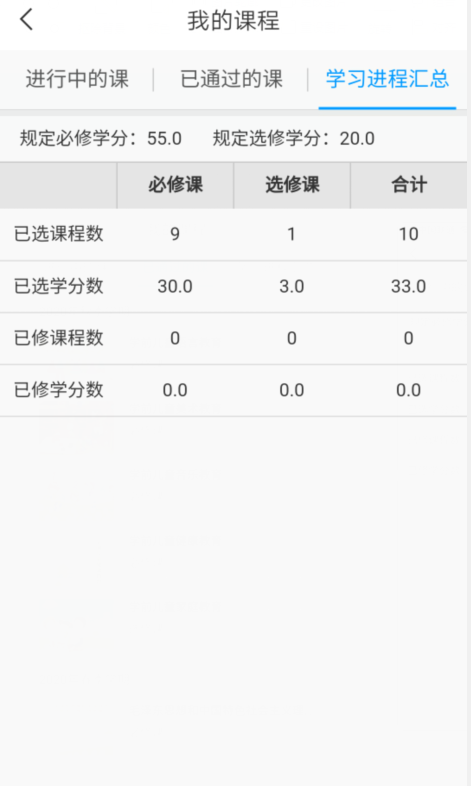 我的课程
进行中的课 已通过的课 学习进程汇总
规定必修学分：55.0 规定选修学分：20.0
必修课 选修课 合计
已选课程数 9 1 10
已选学分数 30.0 3.0 33.0
已修课程数 0 0 0
已修学分数 0.0 0.0 0.0